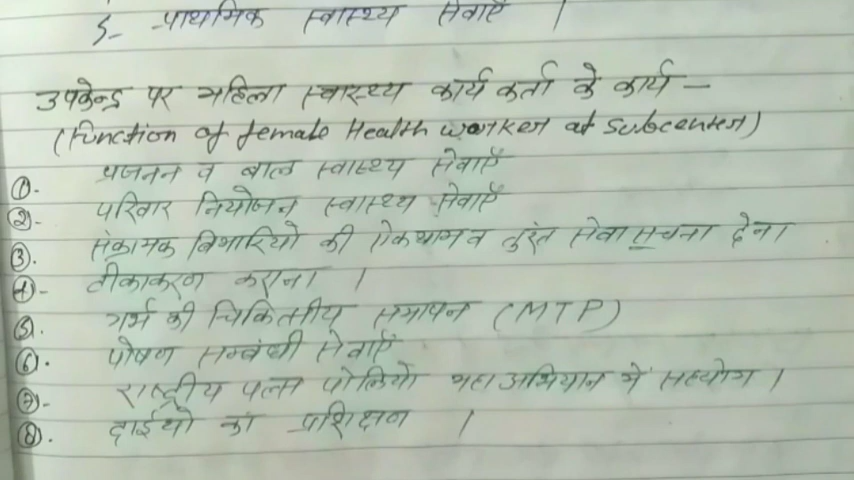 5- प्राथमिक स्वास्थ्य सेवाएँ ।
उपकेन्द्र पर महिला स्वास्थ्य कार्य कर्ता के कार्य –
(Function of female Health worker at Subcenter)
①- प्रजनन व बाल स्वास्थ्य सेवाएँ
②- परिवार नियोजन स्वास्थ्य सेवाएँ
③. संक्रामक बिमारियो की रोकथाम व तुरंत सेवा सूचना देना
④- टीकाकरण कराना ।
⑤. गर्भ की चिकित्सीय समापन (MTP)
⑥. पोषण सम्बंधी सेवाएँ
⑦- राष्ट्रीय पल्स पोलियो महाअभियान में सहयोग ।
⑧. दाईयो का प्रशिक्षण ।